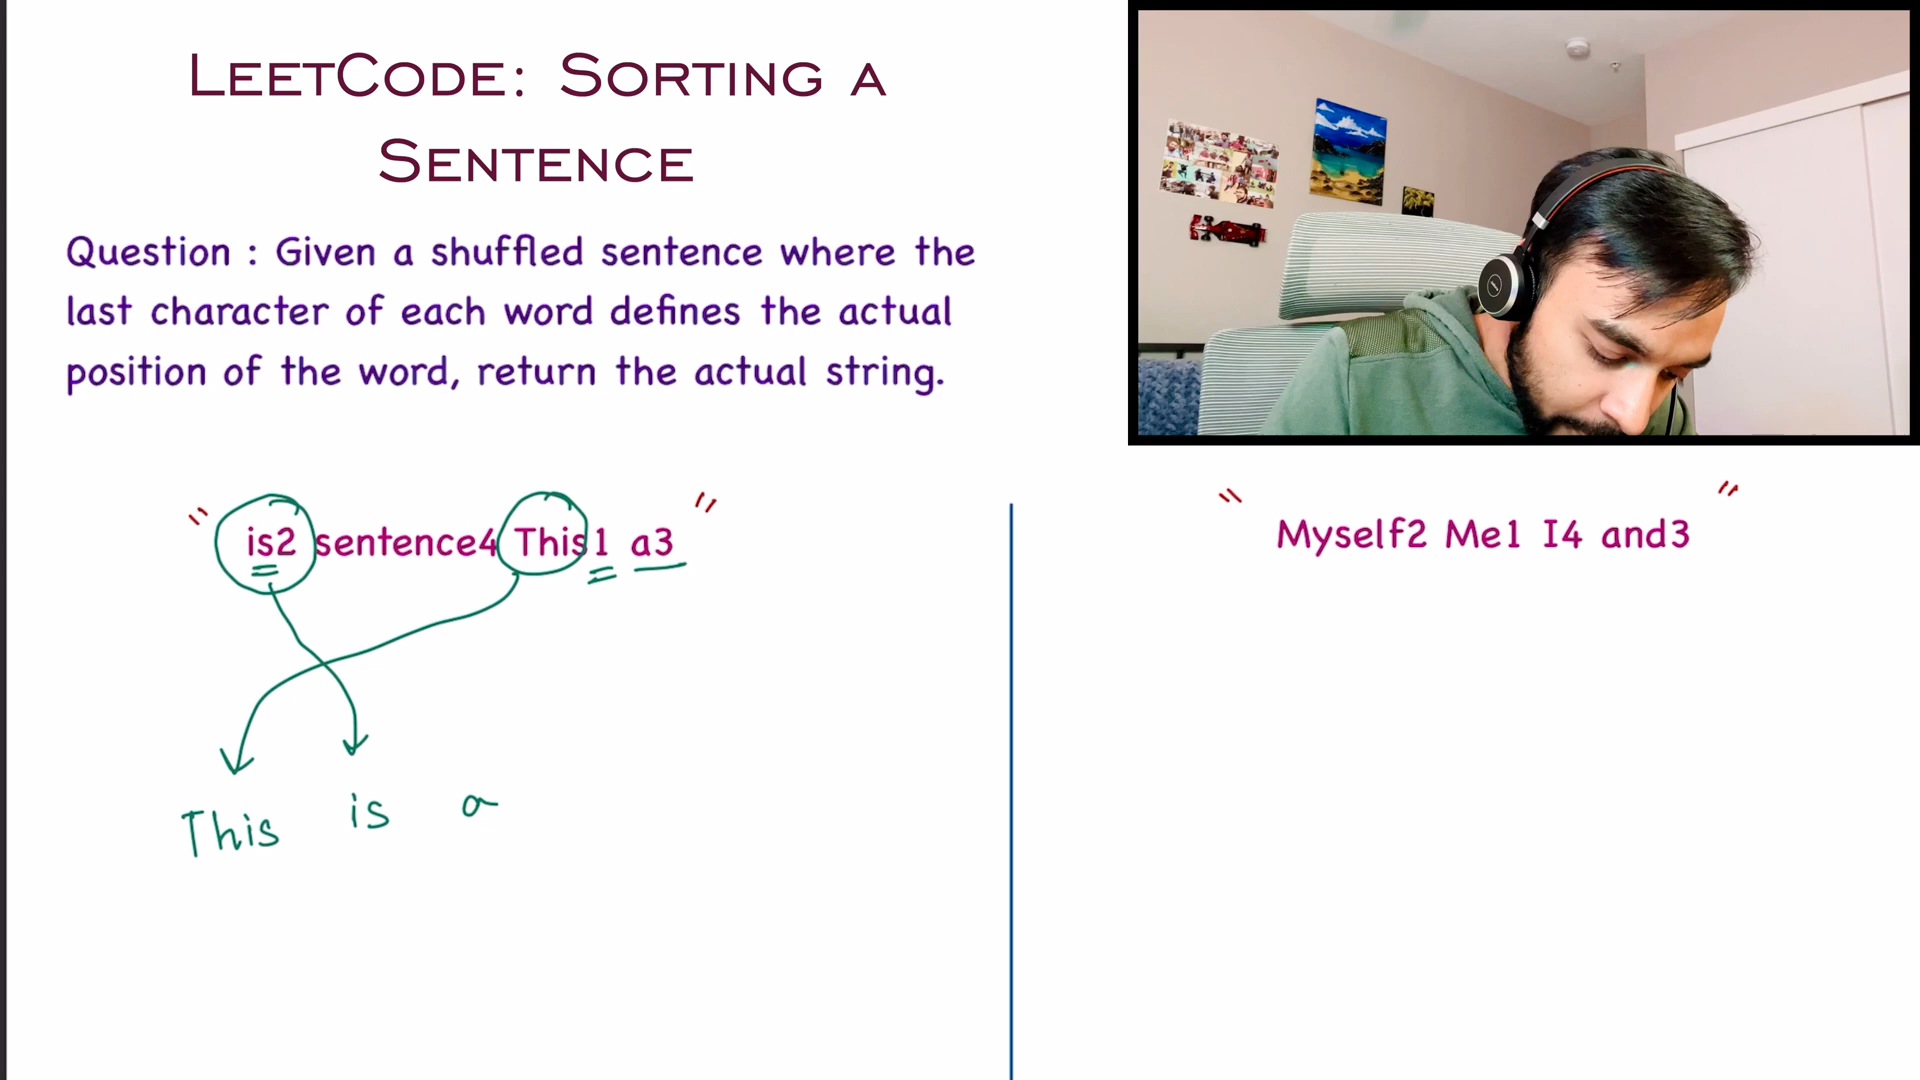 LEETCODE: SORTING A
SENTENCE
Question : Given a shuffled sentence where the
last character of each word defines the actual
position of the word, return the actual string.
" is2 sentence4 This1 a3 "
This is a
" Myself2 Me1 I4 and3 "